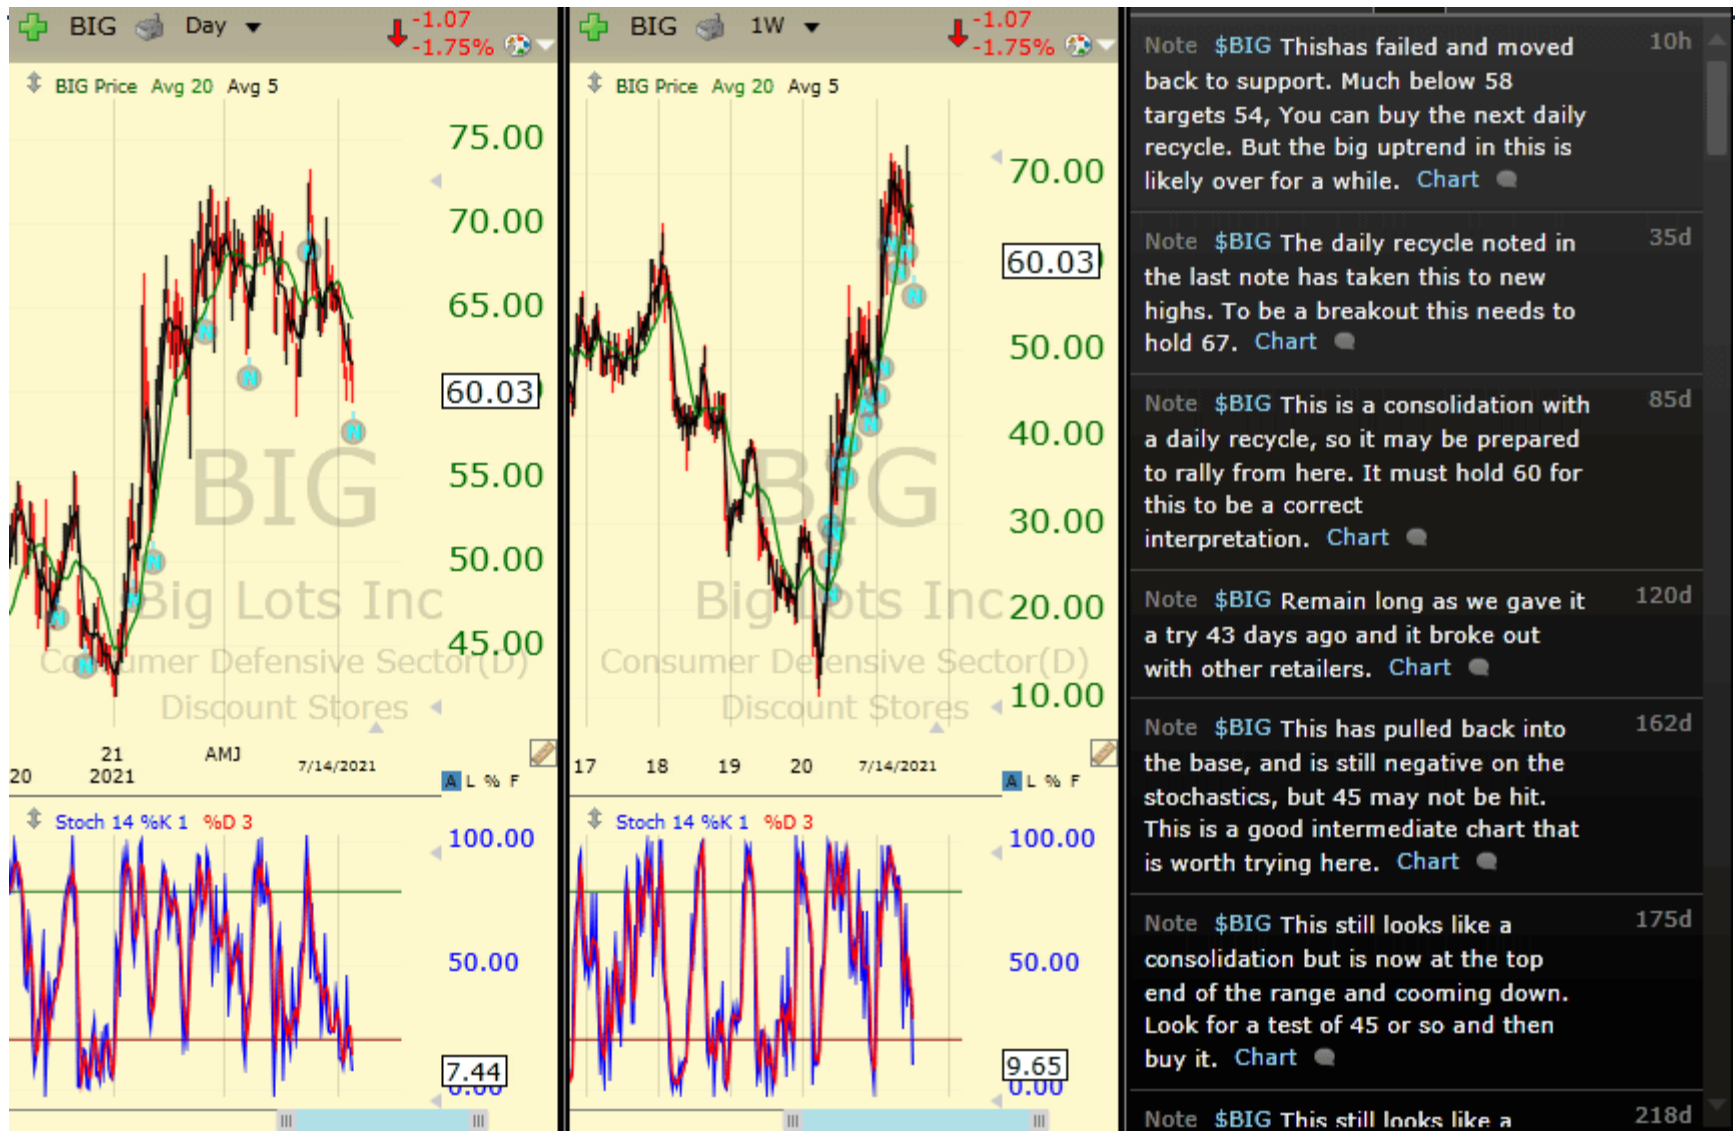 BIG Day -1.07
-1.75%
BIG Price Avg 20 Avg 5
75.00
70.00
65.00
60.03
55.00
50.00
45.00
BIG
Big Lots Inc
Consumer Defensive Sector(D)
Discount Stores
20 21 AMJ 7/14/2021
2021
A L % F
Stoch 14 %K 1 %D 3
100.00
50.00
7.44
0.00
BIG 1W -1.07
-1.75%
BIG Price Avg 20 Avg 5
70.00
60.03
50.00
40.00
30.00
20.00
10.00
BIG
Big Lots Inc
Consumer Defensive Sector(D)
Discount Stores
17 18 19 20 7/14/2021
A L % F
Stoch 14 %K 1 %D 3
100.00
50.00
9.65
0.00
Note $BIG Thishas failed and moved 10h
back to support. Much below 58
targets 54, You can buy the next daily
recycle. But the big uptrend in this is
likely over for a while. Chart
Note $BIG The daily recycle noted in 35d
the last note has taken this to new
highs. To be a breakout this needs to
hold 67. Chart
Note $BIG This is a consolidation with 85d
a daily recycle, so it may be prepared
to rally from here. It must hold 60 for
this to be a correct
interpretation. Chart
Note $BIG Remain long as we gave it 120d
a try 43 days ago and it broke out
with other retailers. Chart
Note $BIG This has pulled back into 162d
the base, and is still negative on the
stochastics, but 45 may not be hit.
This is a good intermediate chart that
is worth trying here. Chart
Note $BIG This still looks like a 175d
consolidation but is now at the top
end of the range and cooming down.
Look for a test of 45 or so and then
buy it. Chart
Note $BIG This still looks like a 218d